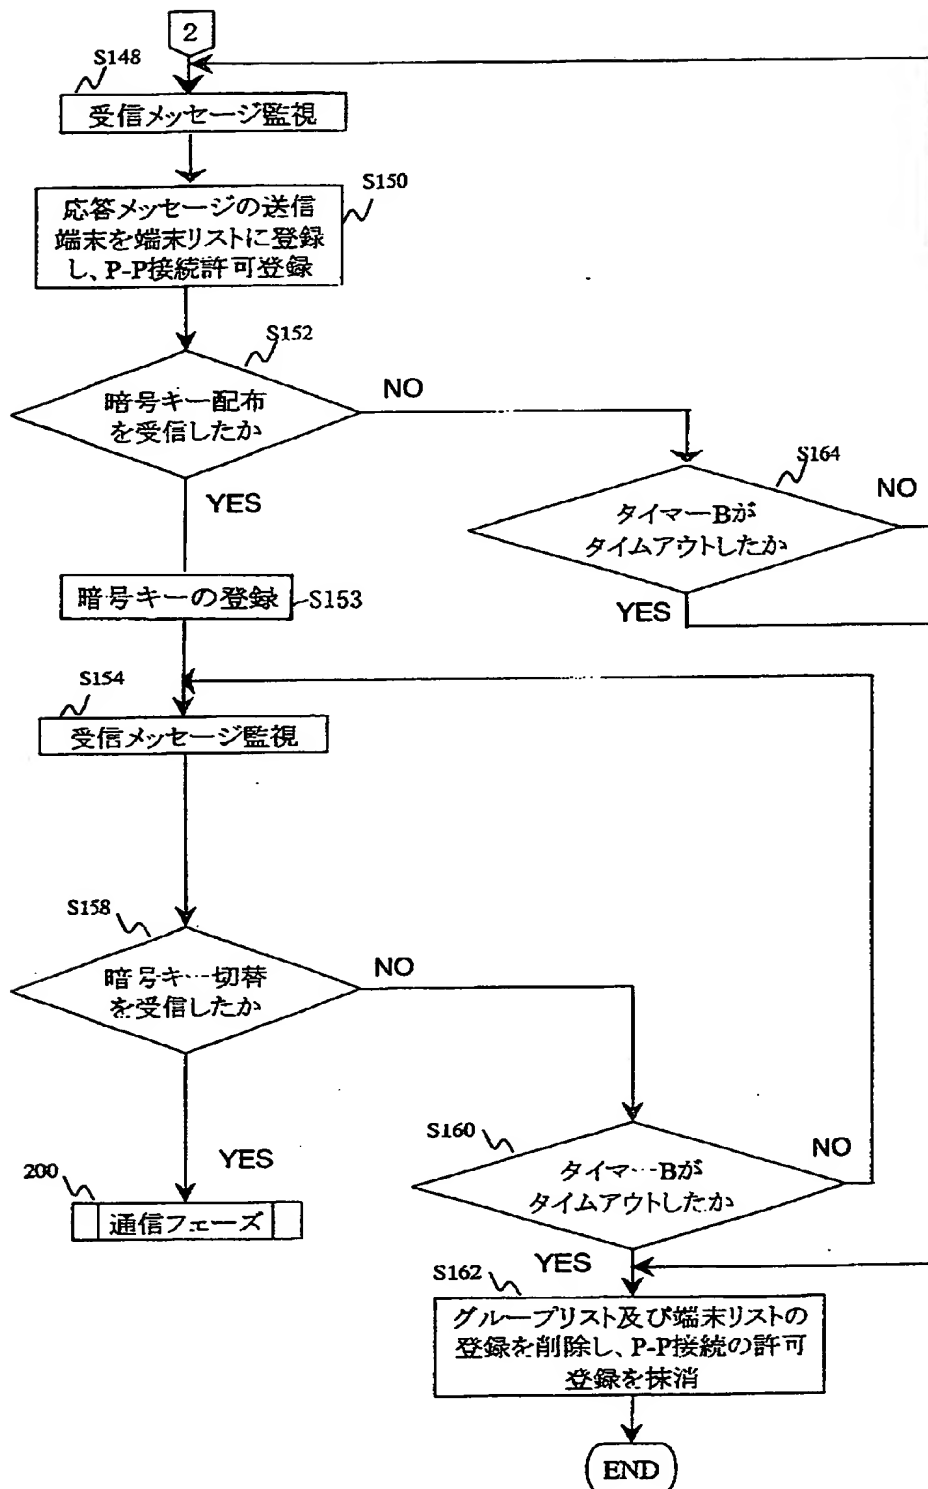 2
S148
受信メッセージ監視
S150
応答メッセージの送信
端末を端末リストに登録
し、P-P接続許可登録
S152
暗号キー配布
を受信したか
NO
YES
S164
タイマーBが
タイムアウトしたか
NO
YES
暗号キーの登録
S153
S154
受信メッセージ監視
S158
暗号キー切替
を受信したか
NO
YES
S160
タイマーBが
タイムアウトしたか
NO
YES
200
通信フェーズ
S162
グループリスト及び端末リストの
登録を削除し、P-P接続の許可
登録を抹消
END